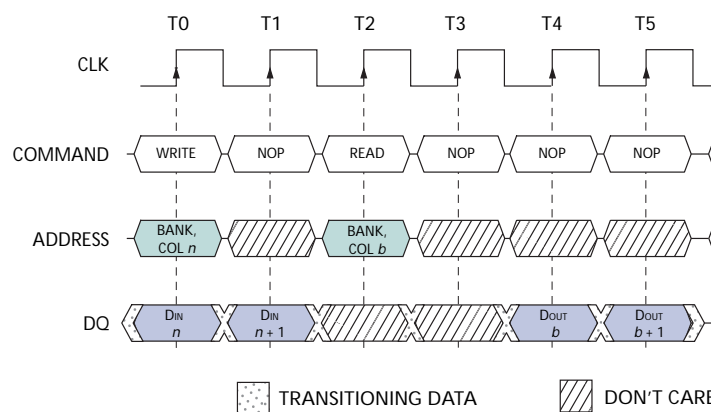 T0 T1 T2 T3 T4 T5
CLK
COMMAND WRITE NOP READ NOP NOP NOP
ADDRESS BANK, COL n BANK, COL b
DQ DIN n DIN n + 1 DOUT b DOUT b + 1
TRANSITIONING DATA DON'T CARE